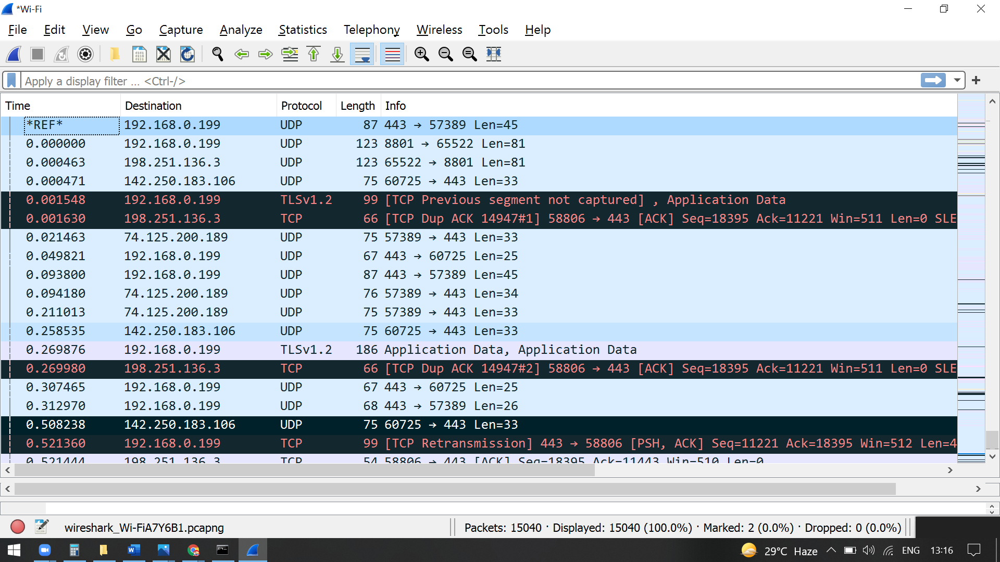 *Wi-Fi
File Edit View Go Capture Analyze Statistics Telephony Wireless Tools Help
Apply a display filter ... <Ctrl-/>
Time Destination Protocol Length Info
*REF* 192.168.0.199 UDP 87 443 → 57389 Len=45
0.000000 192.168.0.199 UDP 123 8801 → 65522 Len=81
0.000463 198.251.136.3 UDP 123 65522 → 8801 Len=81
0.000471 142.250.183.106 UDP 75 60725 → 443 Len=33
0.001548 192.168.0.199 TLSv1.2 99 [TCP Previous segment not captured] , Application Data
0.001630 198.251.136.3 TCP 66 [TCP Dup ACK 14947#1] 58806 → 443 [ACK] Seq=18395 Ack=11221 Win=511 Len=0 SLE
0.021463 74.125.200.189 UDP 75 57389 → 443 Len=33
0.049821 192.168.0.199 UDP 67 443 → 60725 Len=25
0.093800 192.168.0.199 UDP 87 443 → 57389 Len=45
0.094180 74.125.200.189 UDP 76 57389 → 443 Len=34
0.211013 74.125.200.189 UDP 75 57389 → 443 Len=33
0.258535 142.250.183.106 UDP 75 60725 → 443 Len=33
0.269876 192.168.0.199 TLSv1.2 186 Application Data, Application Data
0.269980 198.251.136.3 TCP 66 [TCP Dup ACK 14947#2] 58806 → 443 [ACK] Seq=18395 Ack=11221 Win=511 Len=0 SLE
0.307465 192.168.0.199 UDP 67 443 → 60725 Len=25
0.312970 192.168.0.199 UDP 68 443 → 57389 Len=26
0.508238 142.250.183.106 UDP 75 60725 → 443 Len=33
0.521360 192.168.0.199 TCP 99 [TCP Retransmission] 443 → 58806 [PSH, ACK] Seq=11221 Ack=18395 Win=512 Len=4
0.521444 198.251.136.3 TCP 54 58806 → 443 [ACK] Seq=18395 Ack=11443 Win=510 Len=0
wireshark_Wi-FiA7Y6B1.pcapng Packets: 15040 · Displayed: 15040 (100.0%) · Marked: 2 (0.0%) · Dropped: 0 (0.0%)
29°C Haze ENG 13:16